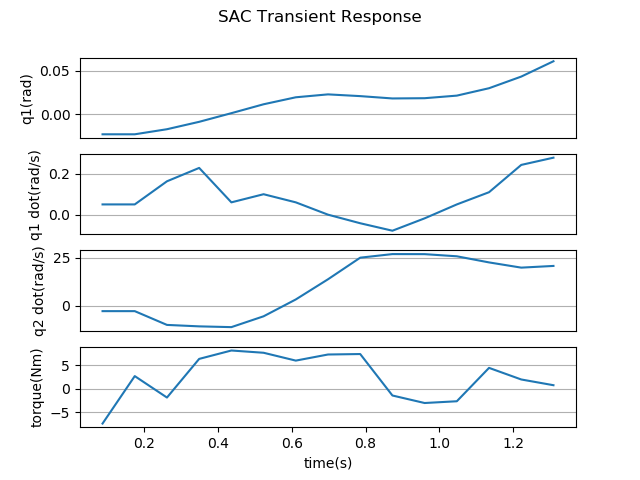 SAC Transient Response
q1(rad)
0.05
0.00
q1 dot(rad/s)
0.2
0.0
q2 dot(rad/s)
25
0
torque(Nm)
5
0
−5
0.2 0.4 0.6 0.8 1.0 1.2
time(s)